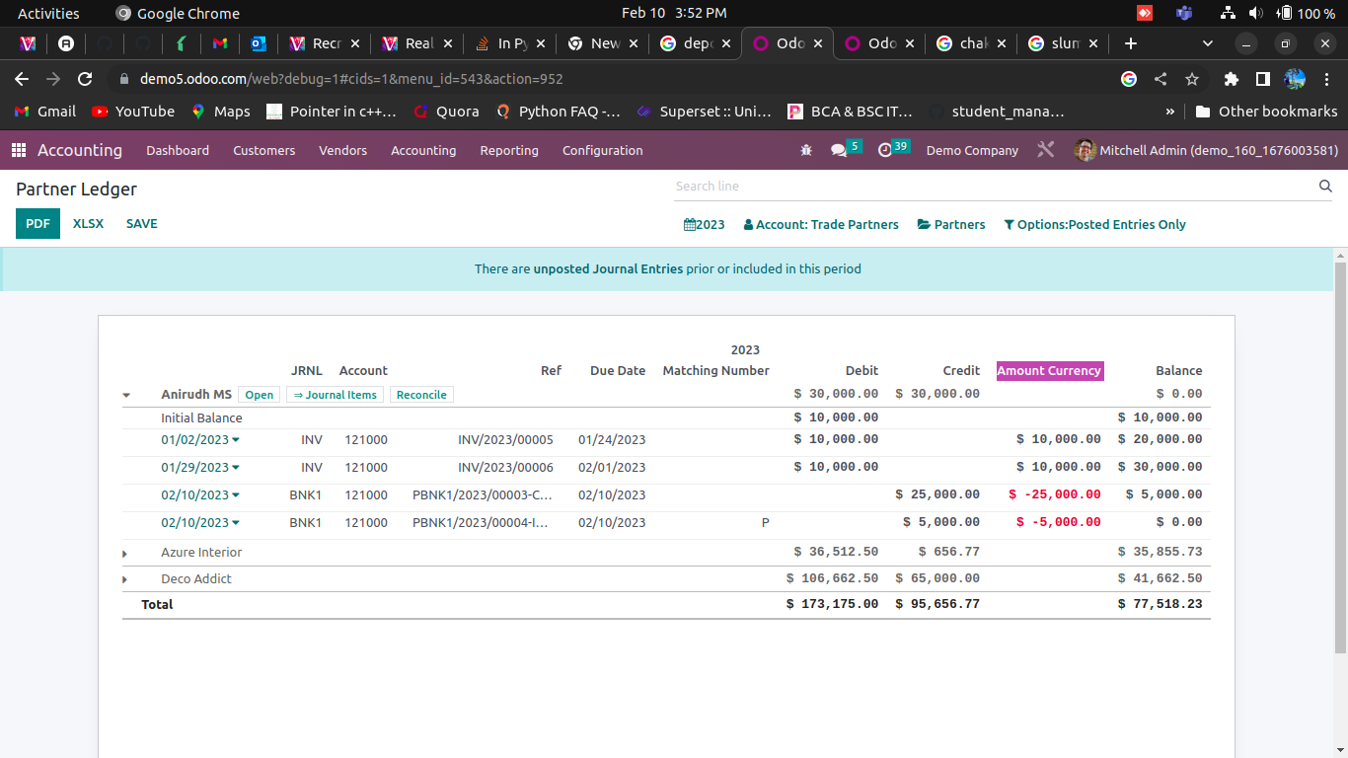 Activities Google Chrome Feb 10 3:52 PM 100 %
Recr × Real × In Py × New × depo × Odo × Odo × chak × slum × +
demo5.odoo.com/web?debug=1#cids=1&menu_id=543&action=952
Gmail YouTube Maps Pointer in c++... Quora Python FAQ -... Superset :: Uni... BCA & BSC IT... student_mana... » Other bookmarks
Accounting Dashboard Customers Vendors Accounting Reporting Configuration 5 39 Demo Company Mitchell Admin (demo_160_1676003581)
Partner Ledger Search line
PDF XLSX SAVE 2023 Account: Trade Partners Partners Options:Posted Entries Only
There are unposted Journal Entries prior or included in this period
2023
JRNL Account Ref Due Date Matching Number Debit Credit Amount Currency Balance
Anirudh MS Open ⇒ Journal Items Reconcile $ 30,000.00 $ 30,000.00 $ 0.00
Initial Balance $ 10,000.00 $ 10,000.00
01/02/2023 INV 121000 INV/2023/00005 01/24/2023 $ 10,000.00 $ 10,000.00 $ 20,000.00
01/29/2023 INV 121000 INV/2023/00006 02/01/2023 $ 10,000.00 $ 10,000.00 $ 30,000.00
02/10/2023 BNK1 121000 PBNK1/2023/00003-C... 02/10/2023 $ 25,000.00 $ -25,000.00 $ 5,000.00
02/10/2023 BNK1 121000 PBNK1/2023/00004-I... 02/10/2023 P $ 5,000.00 $ -5,000.00 $ 0.00
Azure Interior $ 36,512.50 $ 656.77 $ 35,855.73
Deco Addict $ 106,662.50 $ 65,000.00 $ 41,662.50
Total $ 173,175.00 $ 95,656.77 $ 77,518.23